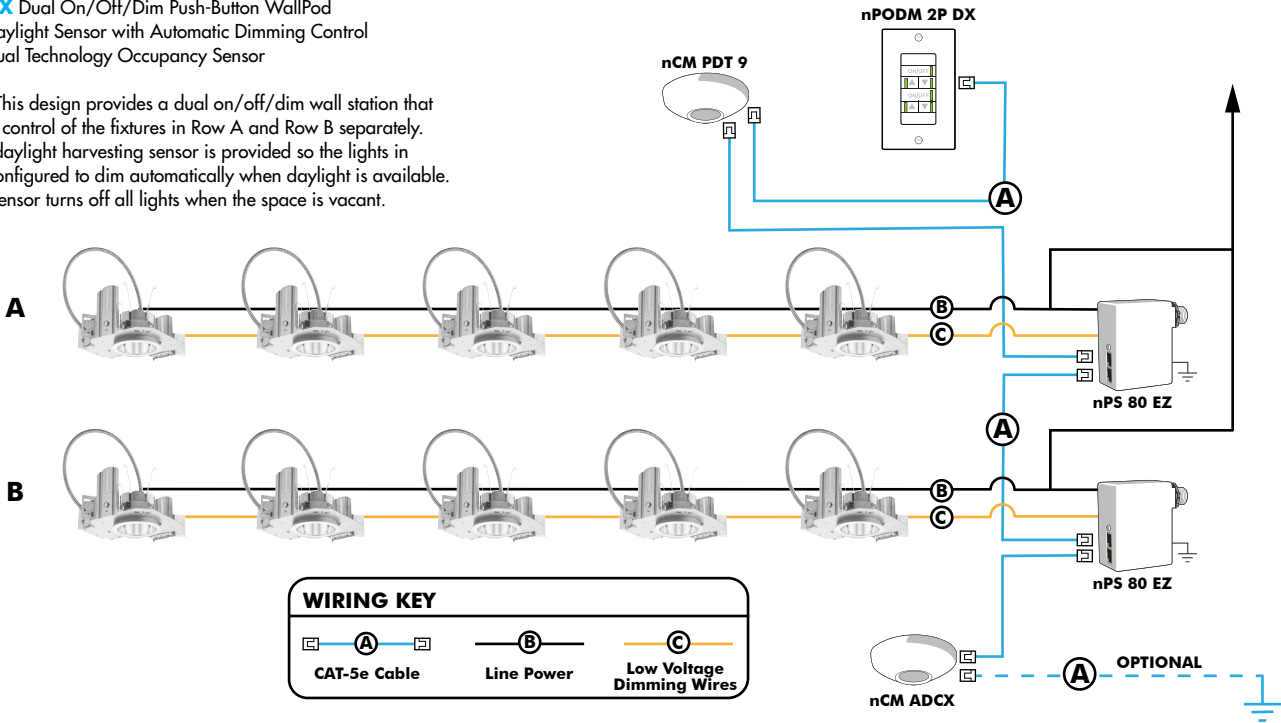 X Dual On/Off/Dim Push-Button WallPod
aylight Sensor with Automatic Dimming Control
ual Technology Occupancy Sensor
This design provides a dual on/off/dim wall station that
control of the fixtures in Row A and Row B separately.
daylight harvesting sensor is provided so the lights in
onfigured to dim automatically when daylight is available.
ensor turns off all lights when the space is vacant.
nPODM 2P DX
nCM PDT 9
ON/OFF
ON/OFF
A
A
B
C
nPS 80 EZ
A
B
B
C
nPS 80 EZ
WIRING KEY
A
B
C
CAT-5e Cable
Line Power
Low Voltage
Dimming Wires
nCM ADCX
A
OPTIONAL